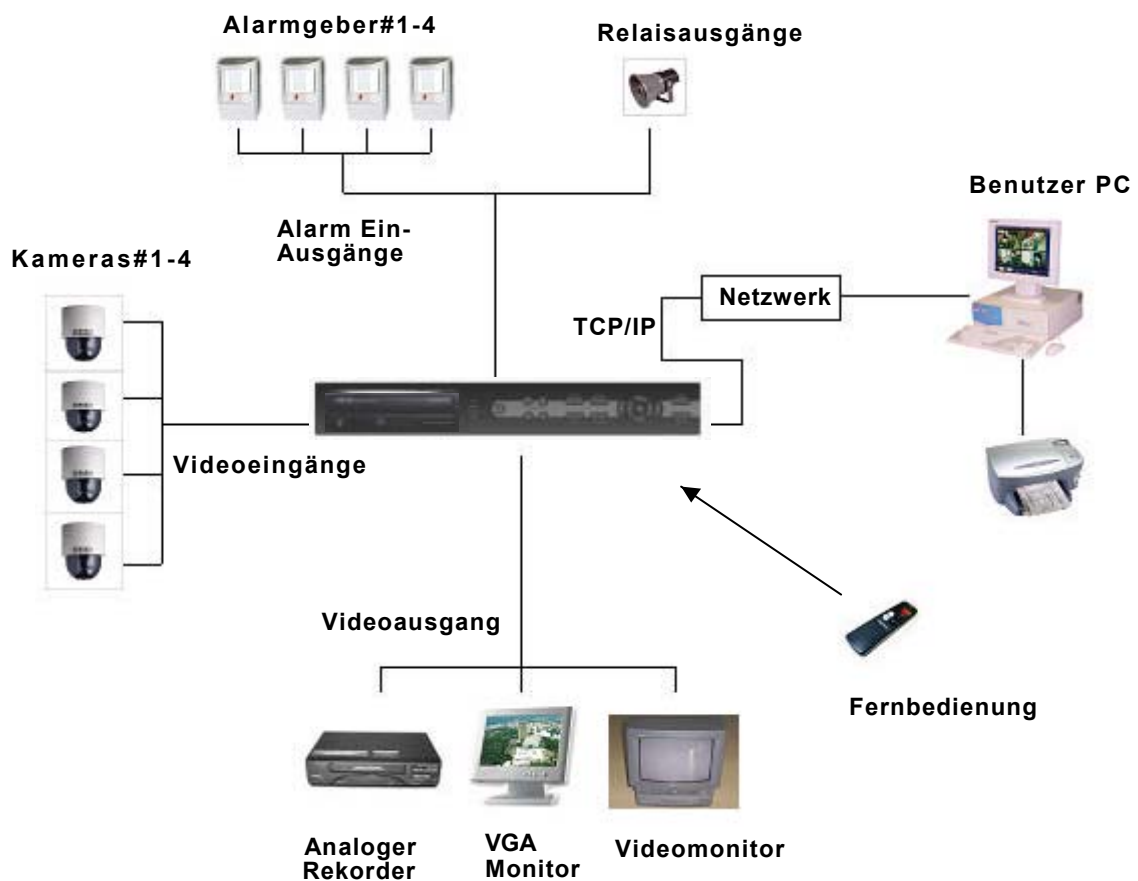 Alarmgeber#1-4
Relaisausgänge
Benutzer PC
Alarm Ein-
Ausgänge
Kameras#1-4
Netzwerk
TCP/IP
Videoeingänge
Videoausgang
Fernbedienung
Analoger
Rekorder
VGA
Monitor
Videomonitor